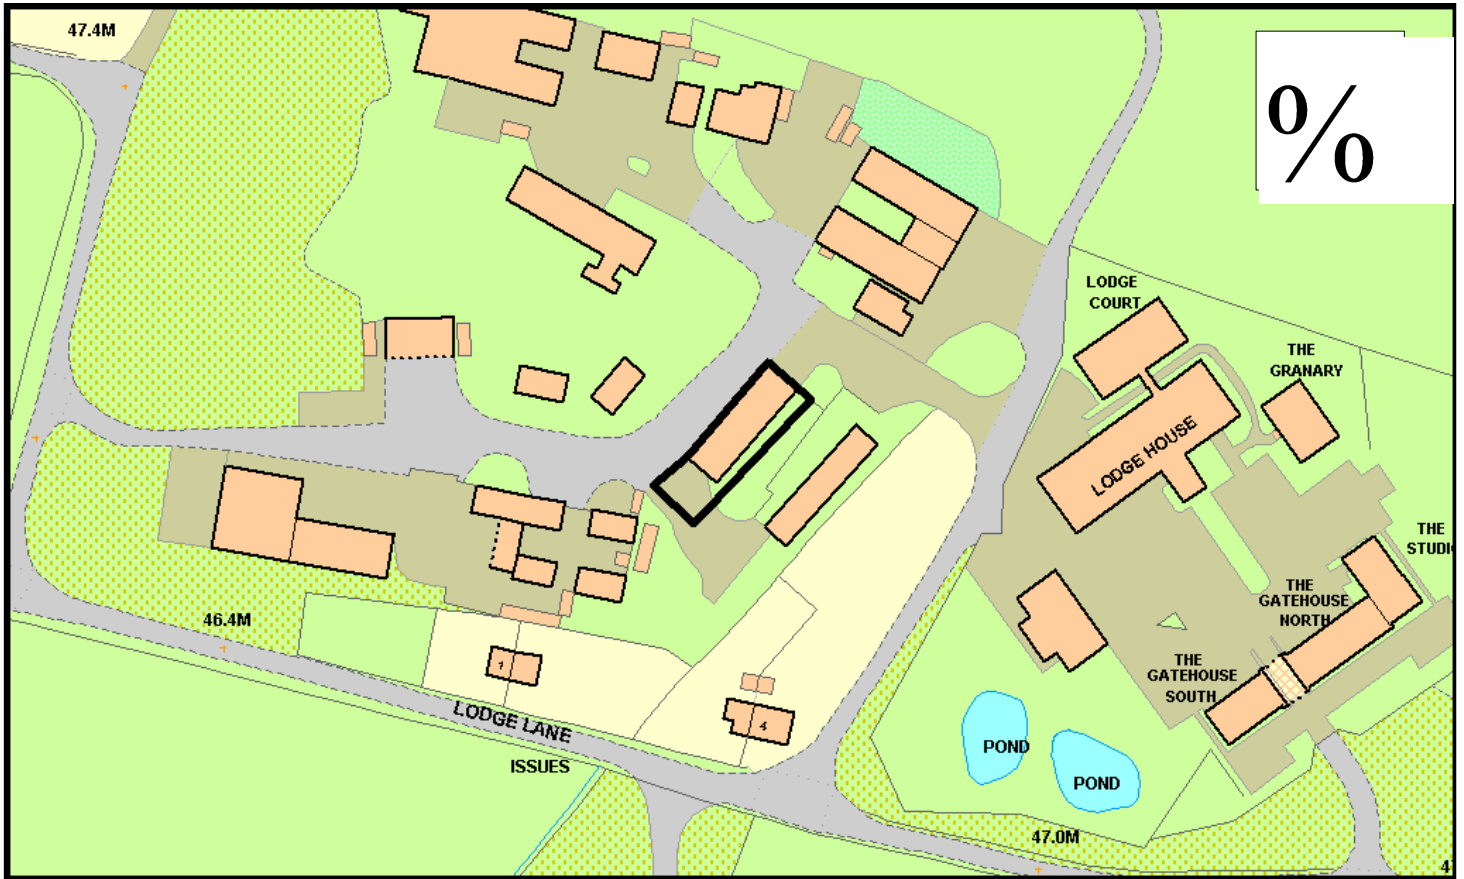 47.4M
%
LODGE
COURT
THE
GRANARY
LODGE HOUSE
THE
THE
GATEHOUSE
NORTH
46.4M
THE
GATEHOUSE
SOUTH
1
4
LODGE LANE
ISSUES
POND
POND
47.0M